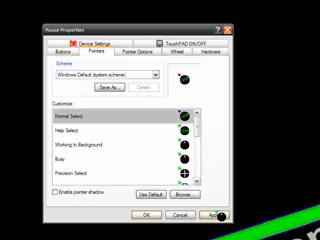 Mouse Properties
Device Settings
TouchPAD ON/OFF
Buttons
Pointers
Pointer Options
Wheel
Hardware
Scheme
Windows Default (system scheme)
Save As...
Delete
Customize:
Normal Select
Help Select
Working In Background
Busy
Precision Select
Enable pointer shadow
Use Default
Browse...
OK
Cancel